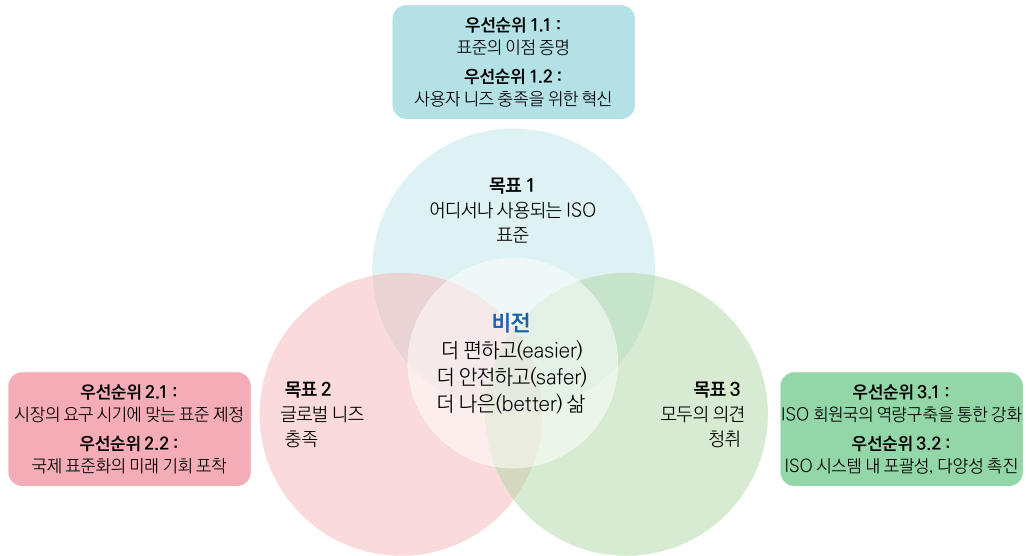 우선순위 1.1 :
표준의 이점 증명
우선순위 1.2 :
사용자 니즈 충족을 위한 혁신
목표 1
어디서나 사용되는 ISO
표준
비전
더 편하고(easier)
더 안전하고(safer)
더 나은(better) 삶
목표 2
글로벌 니즈
충족
목표 3
모두의 의견
청취
우선순위 2.1 :
시장의 요구 시기에 맞는 표준 제정
우선순위 2.2 :
국제 표준화의 미래 기회 포착
우선순위 3.1 :
ISO 회원국의 역량구축을 통한 강화
우선순위 3.2 :
ISO 시스템 내 포괄성, 다양성 촉진